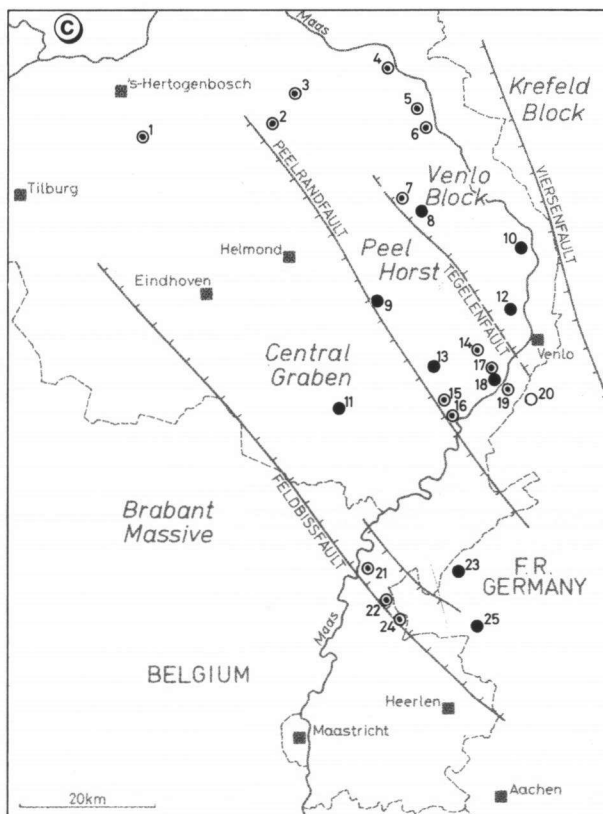 C
Maas
4
's-Hertogenbosch
3
5
Krefeld
Block
1
2
6
PEELRANDFAULT
VIERSENFAULT
Venlo
Block
7
8
Tilburg
Peel
Horst
TEGELENFAULT
10
Helmond
Eindhoven
9
12
Central
Graben
14
Venlo
13
17
18
11
15
16
19
20
Brabant
Massive
FELDBISSFAULT
21
23
F.R.
GERMANY
22
24
25
Maas
BELGIUM
Heerlen
Maastricht
20km
Aachen